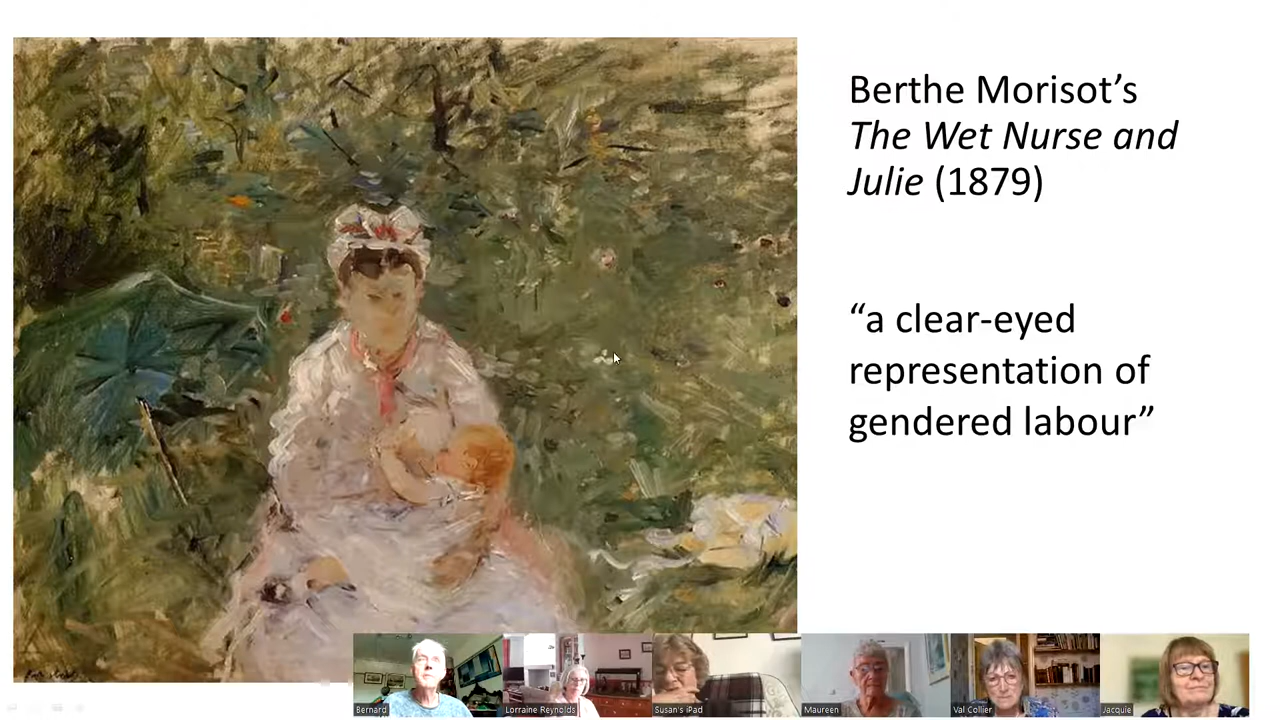 Berthe Morisot’s
The Wet Nurse and
Julie (1879)
“a clear-eyed
representation of
gendered labour”
Bernard
Lorraine Reynolds
Susan's iPad
Maureen
Val Collier
Jacquie